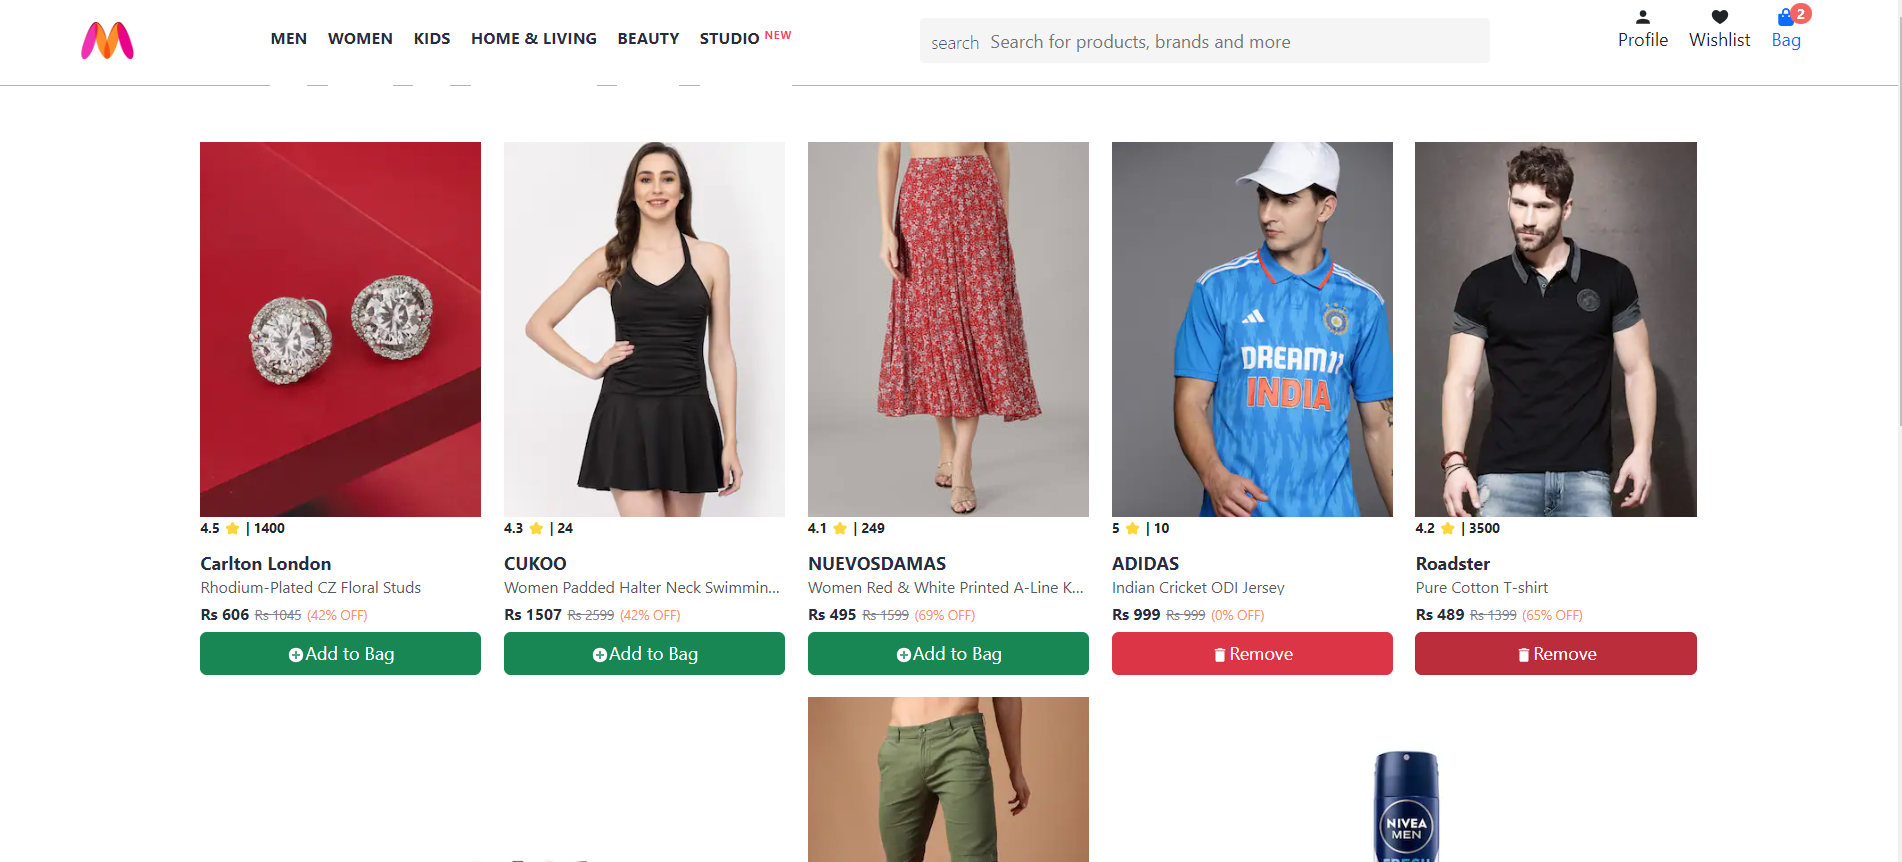 MEN WOMEN KIDS HOME & LIVING BEAUTY STUDIO NEW
search Search for products, brands and more
Profile Wishlist Bag 2
DREAM11
INDIA
4.5 | 1400
Carlton London
Rhodium-Plated CZ Floral Studs
Rs 606 Rs 1045 (42% OFF)
Add to Bag
4.3 | 24
CUKOO
Women Padded Halter Neck Swimmin...
Rs 1507 Rs 2599 (42% OFF)
Add to Bag
4.1 | 249
NUEVOSDAMAS
Women Red & White Printed A-Line K...
Rs 495 Rs 1599 (69% OFF)
Add to Bag
5 | 10
ADIDAS
Indian Cricket ODI Jersey
Rs 999 Rs 999 (0% OFF)
Remove
4.2 | 3500
Roadster
Pure Cotton T-shirt
Rs 489 Rs 1399 (65% OFF)
Remove
NIVEA
MEN
FRESH